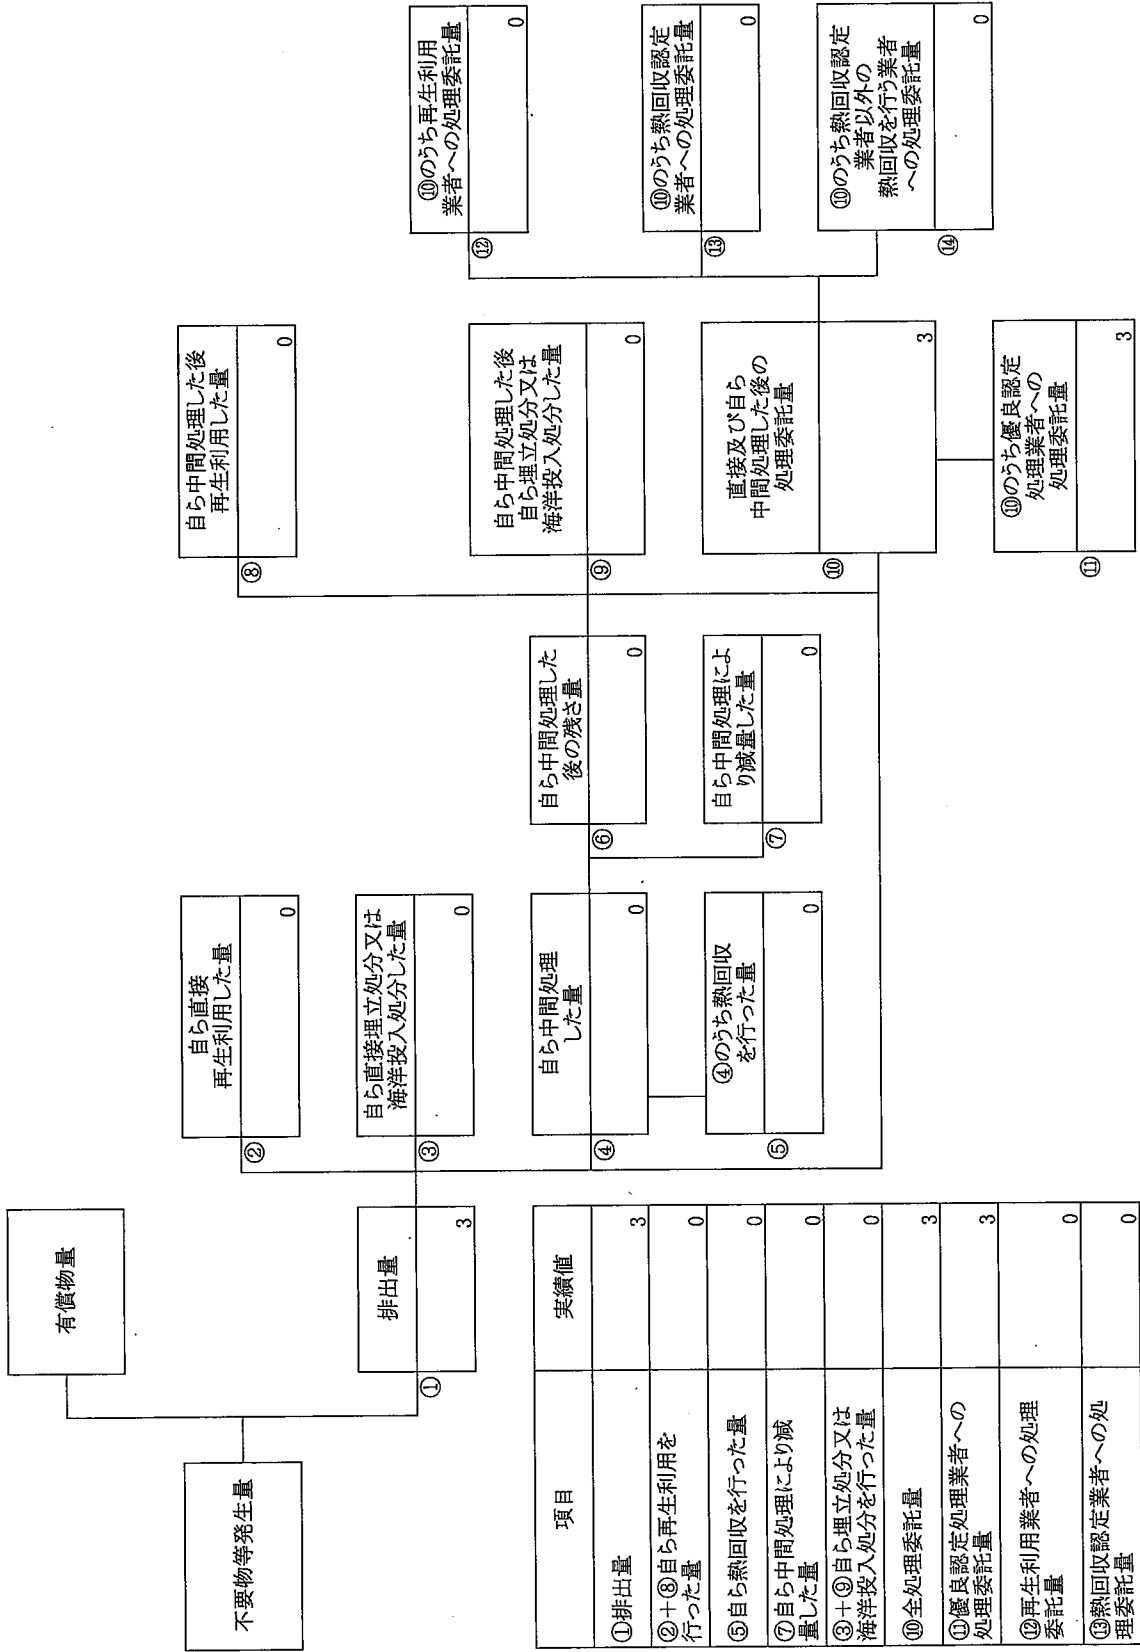 不要物等発生量
有償物量
①
排出量
3
②
自ら直接
再生利用した量
0
③
自ら直接埋立処分又は
海洋投入処分した量
0
④
自ら中間処理
した量
0
⑤
④のうち熱回収
を行った量
0
⑥
自ら中間処理した
後の残さ量
0
⑦
自ら中間処理によ
り減量した量
0
⑧
自ら中間処理した後
再生利用した量
0
⑨
自ら中間処理した後
自ら埋立処分又は
海洋投入処分した量
0
⑩
直接及び自ら
中間処理した後の
処理委託量
3
⑪
⑩のうち優良認定
処理業者への
処理委託量
3
⑫
⑩のうち再生利用
業者への処理委託量
0
⑬
⑩のうち熱回収認定
業者への処理委託量
0
⑭
⑩のうち熱回収認定
業者以外の
熱回収を行う業者
への処理委託量
0
項目 実績値
①排出量 3
②+⑧自ら再生利用を
行った量 0
⑤自ら熱回収を行った量 0
⑦自ら中間処理により減
量した量 0
③+⑨自ら埋立処分又は
海洋投入処分を行った量 0
⑩全処理委託量 3
⑪優良認定処理業者への
処理委託量 3
⑫再生利用業者への処理
委託量 0
⑬熱回収認定業者への処
理委託量 0